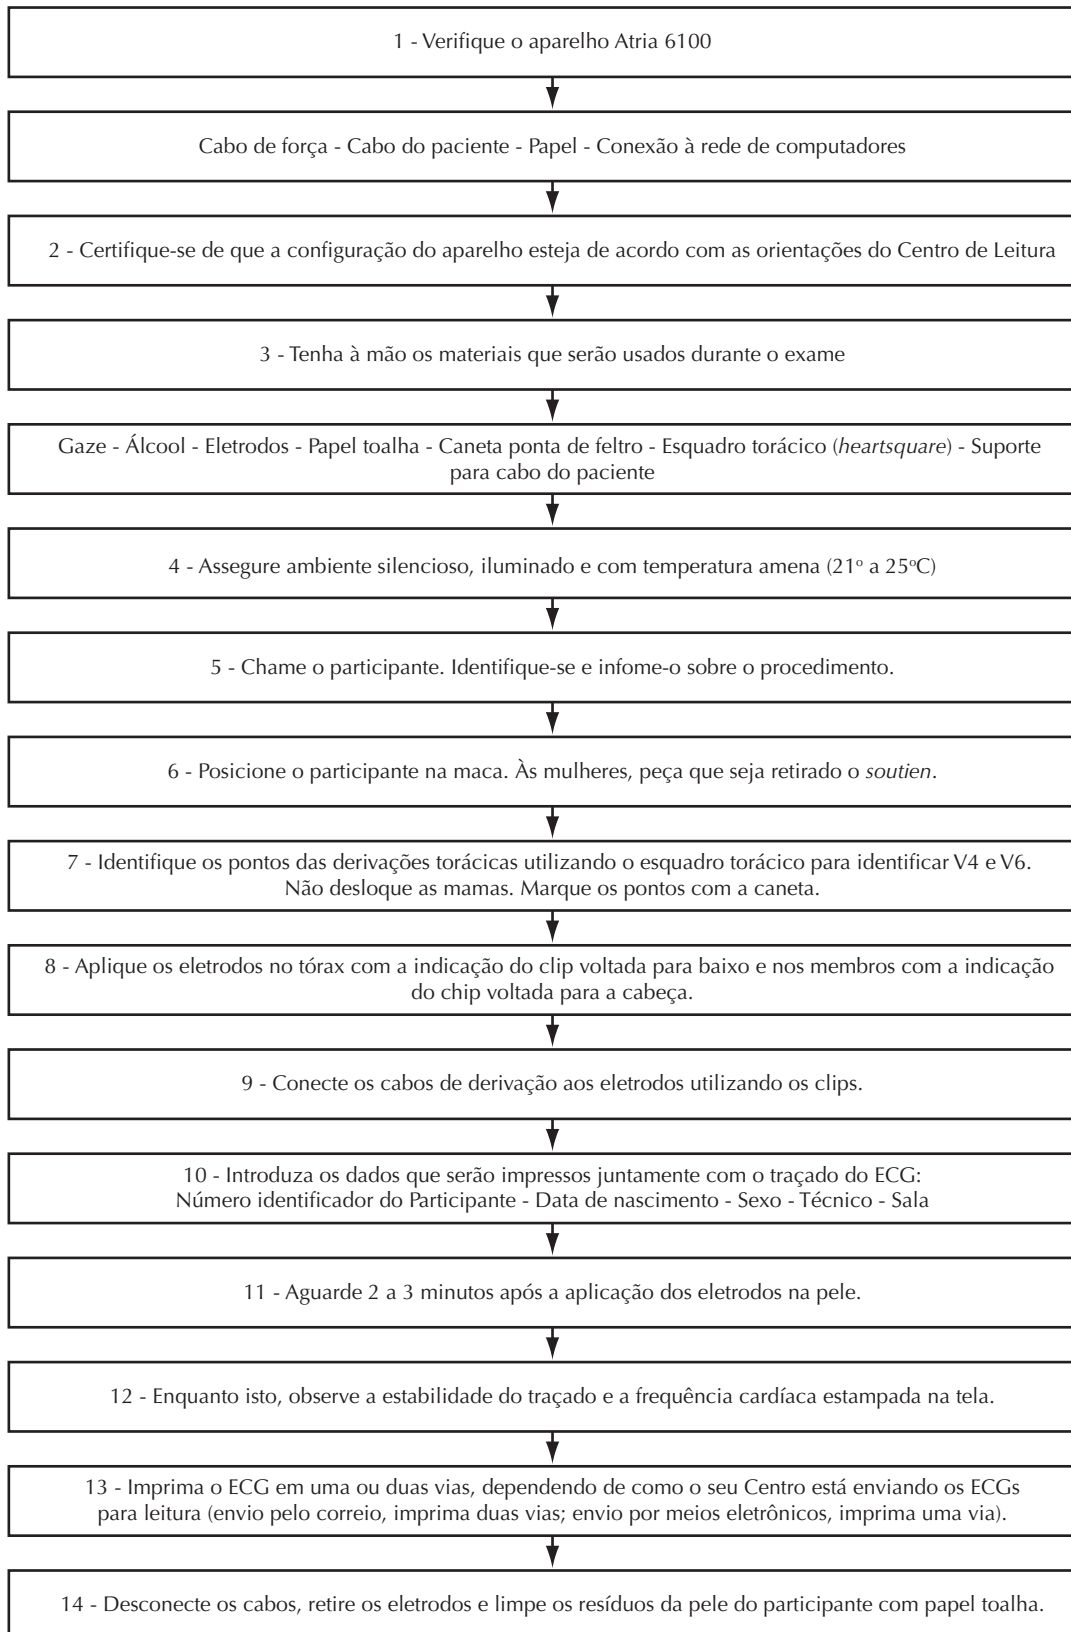 1 - Verifique o aparelho Atria 6100
Cabo de força - Cabo do paciente - Papel - Conexão à rede de computadores
2 - Certifique-se de que a configuração do aparelho esteja de acordo com as orientações do Centro de Leitura
3 - Tenha à mão os materiais que serão usados durante o exame
Gaze - Álcool - Eletrodos - Papel toalha - Caneta ponta de feltro - Esquadro torácico (heartsquare) - Suporte
para cabo do paciente
4 - Assegure ambiente silencioso, iluminado e com temperatura amena (21º a 25ºC)
5 - Chame o participante. Identifique-se e infome-o sobre o procedimento.
6 - Posicione o participante na maca. Às mulheres, peça que seja retirado o soutien.
7 - Identifique os pontos das derivações torácicas utilizando o esquadro torácico para identificar V4 e V6.
Não desloque as mamas. Marque os pontos com a caneta.
8 - Aplique os eletrodos no tórax com a indicação do clip voltada para baixo e nos membros com a indicação
do chip voltada para a cabeça.
9 - Conecte os cabos de derivação aos eletrodos utilizando os clips.
10 - Introduza os dados que serão impressos juntamente com o traçado do ECG:
Número identificador do Participante - Data de nascimento - Sexo - Técnico - Sala
11 - Aguarde 2 a 3 minutos após a aplicação dos eletrodos na pele.
12 - Enquanto isto, observe a estabilidade do traçado e a frequência cardíaca estampada na tela.
13 - Imprima o ECG em uma ou duas vias, dependendo de como o seu Centro está enviando os ECGs
para leitura (envio pelo correio, imprima duas vias; envio por meios eletrônicos, imprima uma via).
14 - Desconecte os cabos, retire os eletrodos e limpe os resíduos da pele do participante com papel toalha.